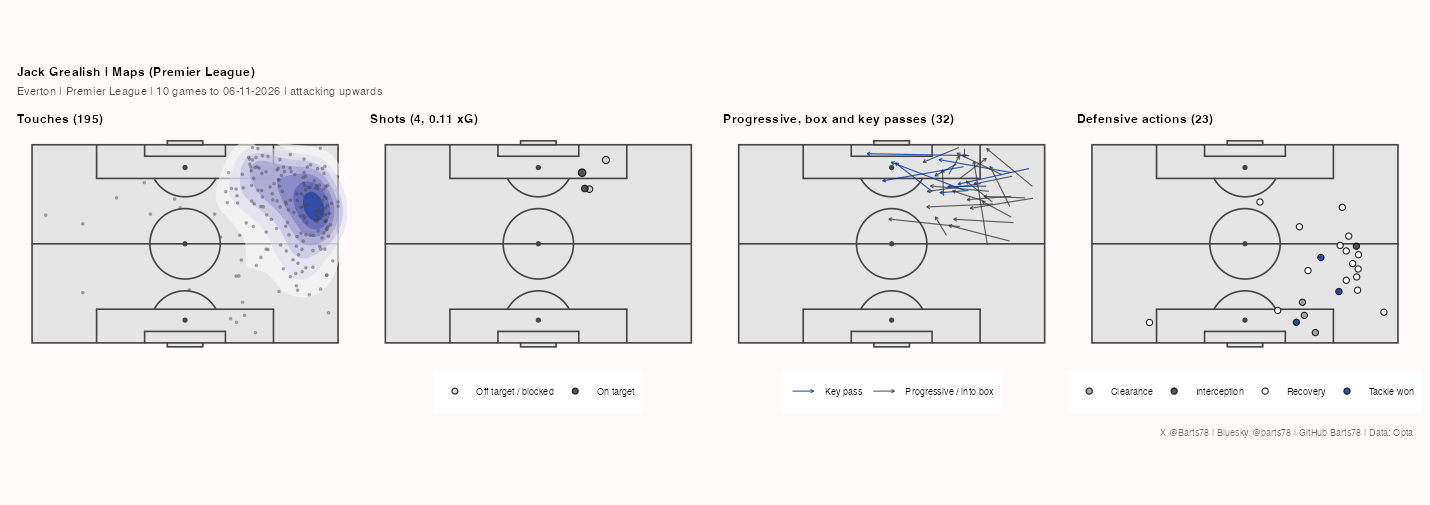 Jack Grealish | Maps (Premier League)
Everton | Premier League | 10 games to 06-11-2026 | attacking upwards
Touches (195)
Shots (4, 0.11 xG)
Progressive, box and key passes (32)
Defensive actions (23)
Off target / blocked
On target
Key pass
Progressive / into box
Clearance
Interception
Recovery
Tackle won
X @Barts78 | Bluesky @barts78 | GitHub Barts78 | Data: Opta